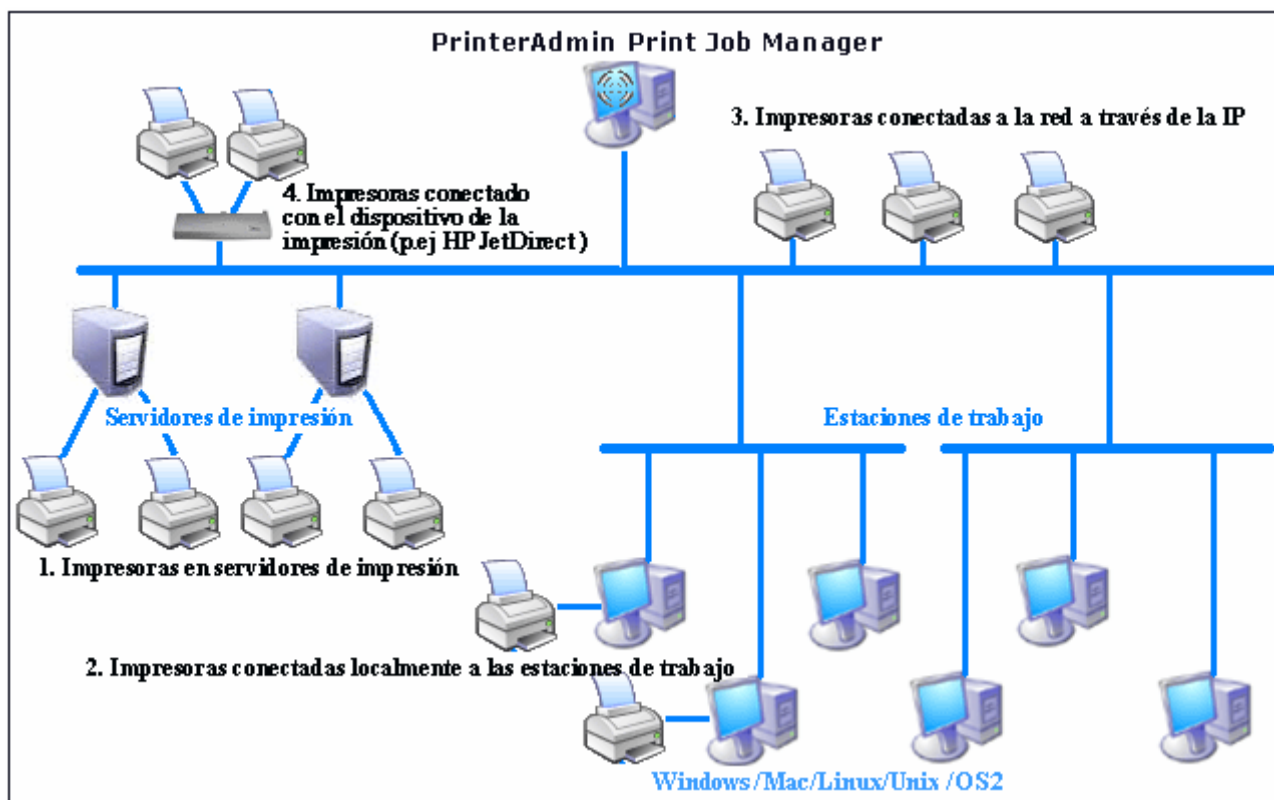 PrinterAdmin Print Job Manager
3. Impresoras conectadas a la red a través de la IP
4. Impresoras conectado
con el dispositivo de la
impresión (p.ej HP JetDirect )
Servidores de impresión
Estaciones de trabajo
1. Impresoras en servidores de impresión
2. Impresoras conectadas localmente a las estaciones de trabajo
Windows /Mac/Linux/Unix /OS2